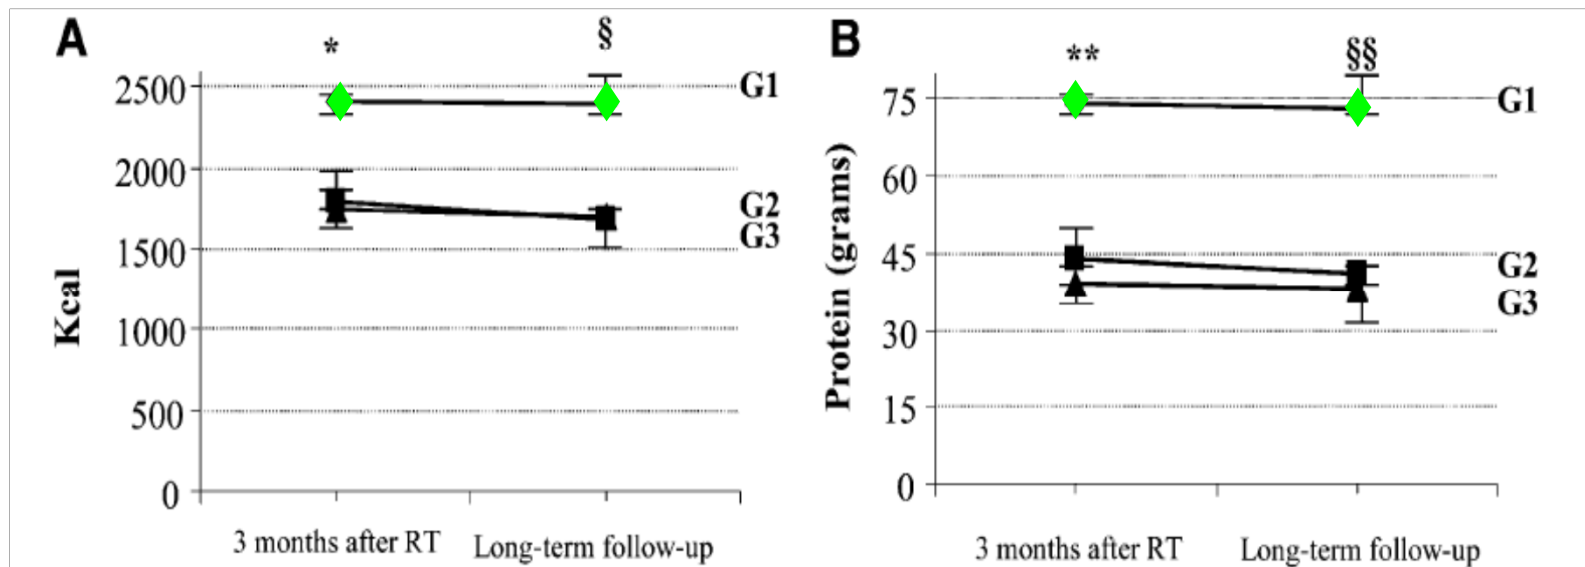 A
*
§
2500
G1
2000
G2
G3
1500
Kcal
1000
500
0
3 months after RT
Long-term follow-up
B
**
§§
75
G1
60
Protein (grams)
45
G2
G3
30
15
0
3 months after RT
Long-term follow-up